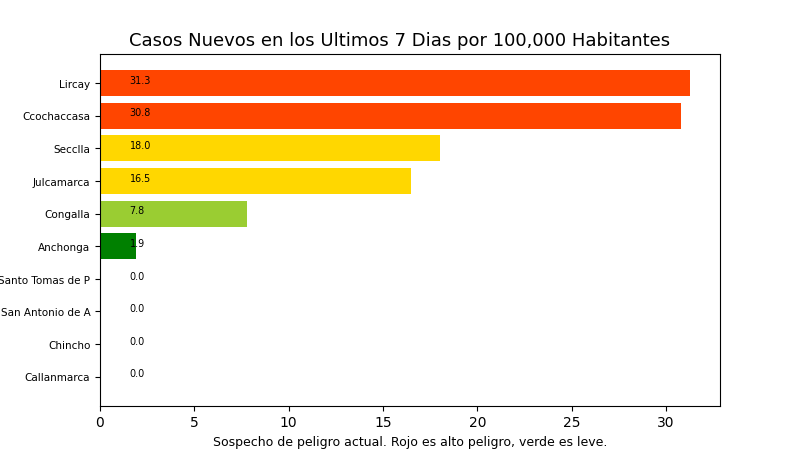 Casos Nuevos en los Ultimos 7 Dias por 100,000 Habitantes
Lircay 31.3
Ccochaccasa 30.8
Secclla 18.0
Julcamarca 16.5
Congalla 7.8
Anchonga 1.9
Santo Tomas de P 0.0
San Antonio de A 0.0
Chincho 0.0
Callanmarca 0.0
0 5 10 15 20 25 30
Sospecho de peligro actual. Rojo es alto peligro, verde es leve.